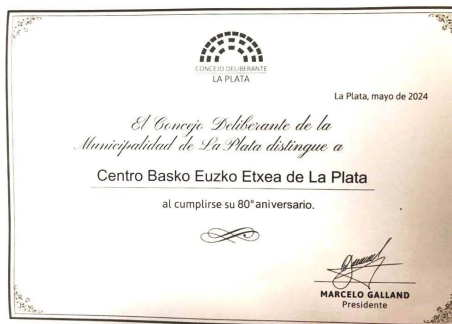 CONCEJO DELIBERANTE
LA PLATA
La Plata, mayo de 2024
El Concejo Deliberante de la
Municipalidad de La Plata distingue a
Centro Basko Euzko Etxea de La Plata
al cumplirse su 80° aniversario.
MARCELO GALLAND
Presidente